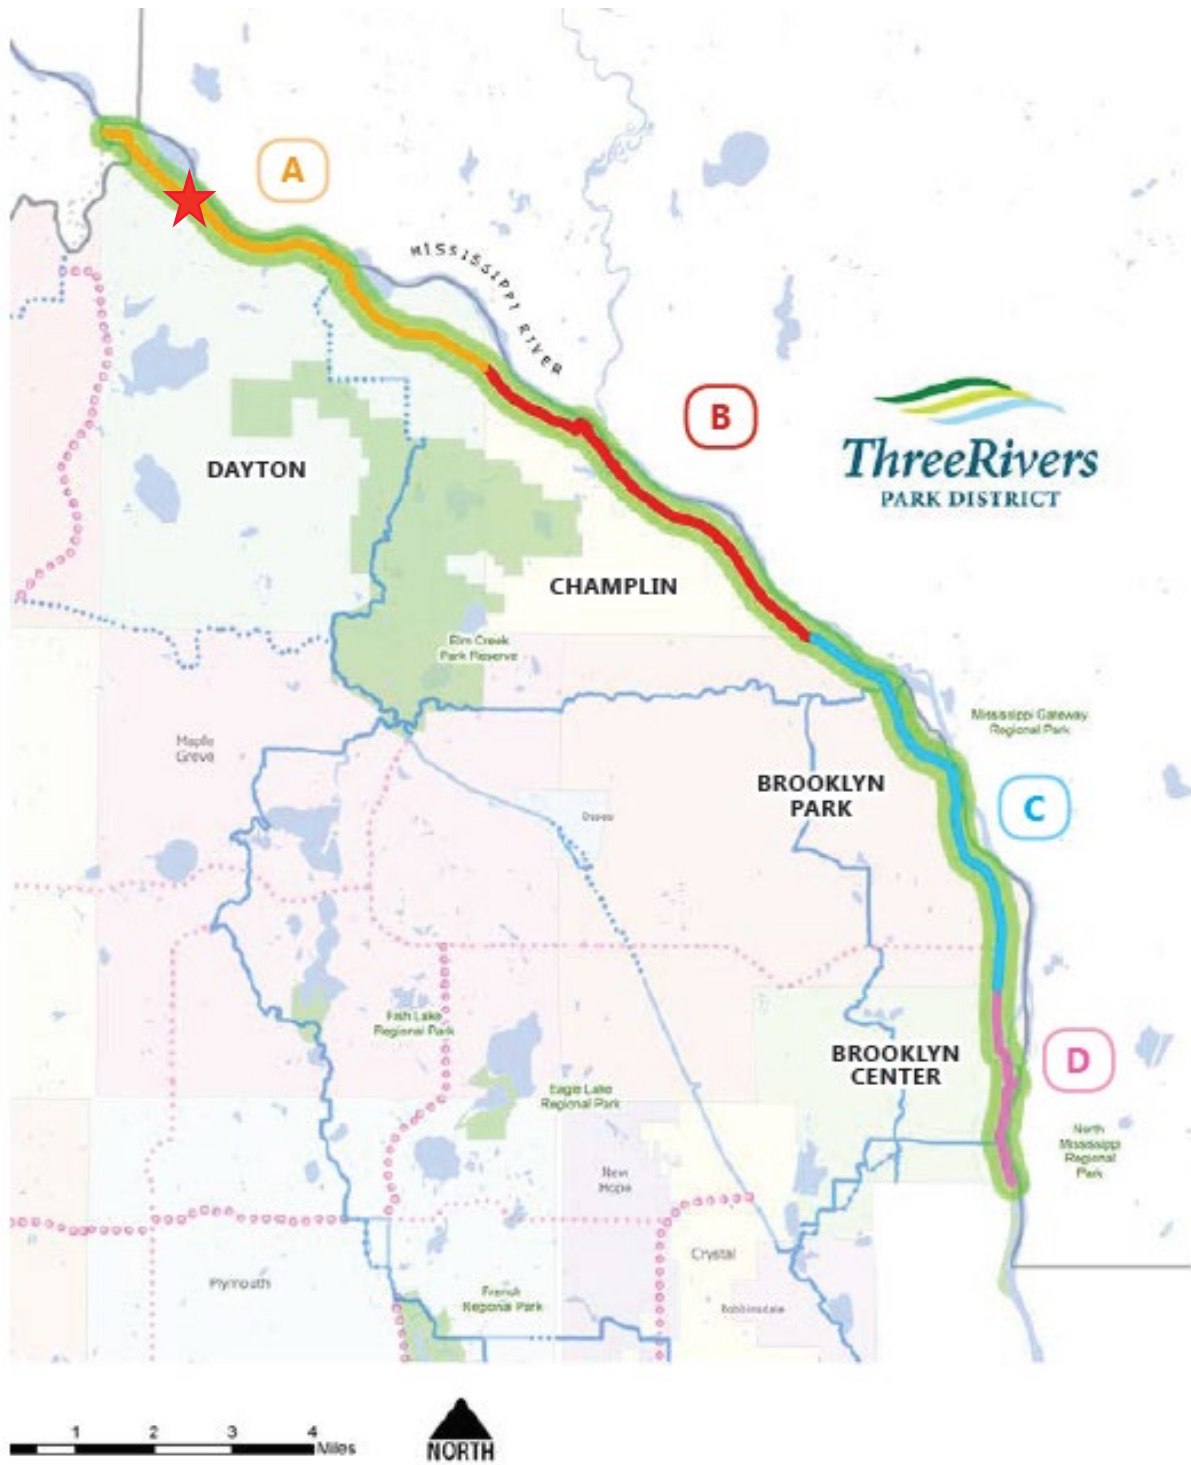 A
MISSISSIPPI RIVER
B
ThreeRivers
PARK DISTRICT
DAYTON
CHAMPLIN
Elm Creek
Park Reserve
Mississippi Gateway
Regional Park
Maple
Grove
BROOKLYN
PARK
C
Osseo
Fish Lake
Regional Park
BROOKLYN
CENTER
D
Eagle Lake
Regional Park
North
Mississippi
Regional
Park
New
Hope
Crystal
Plymouth
French
Regional Park
Robbinsdale
1 2 3 4
Miles
NORTH